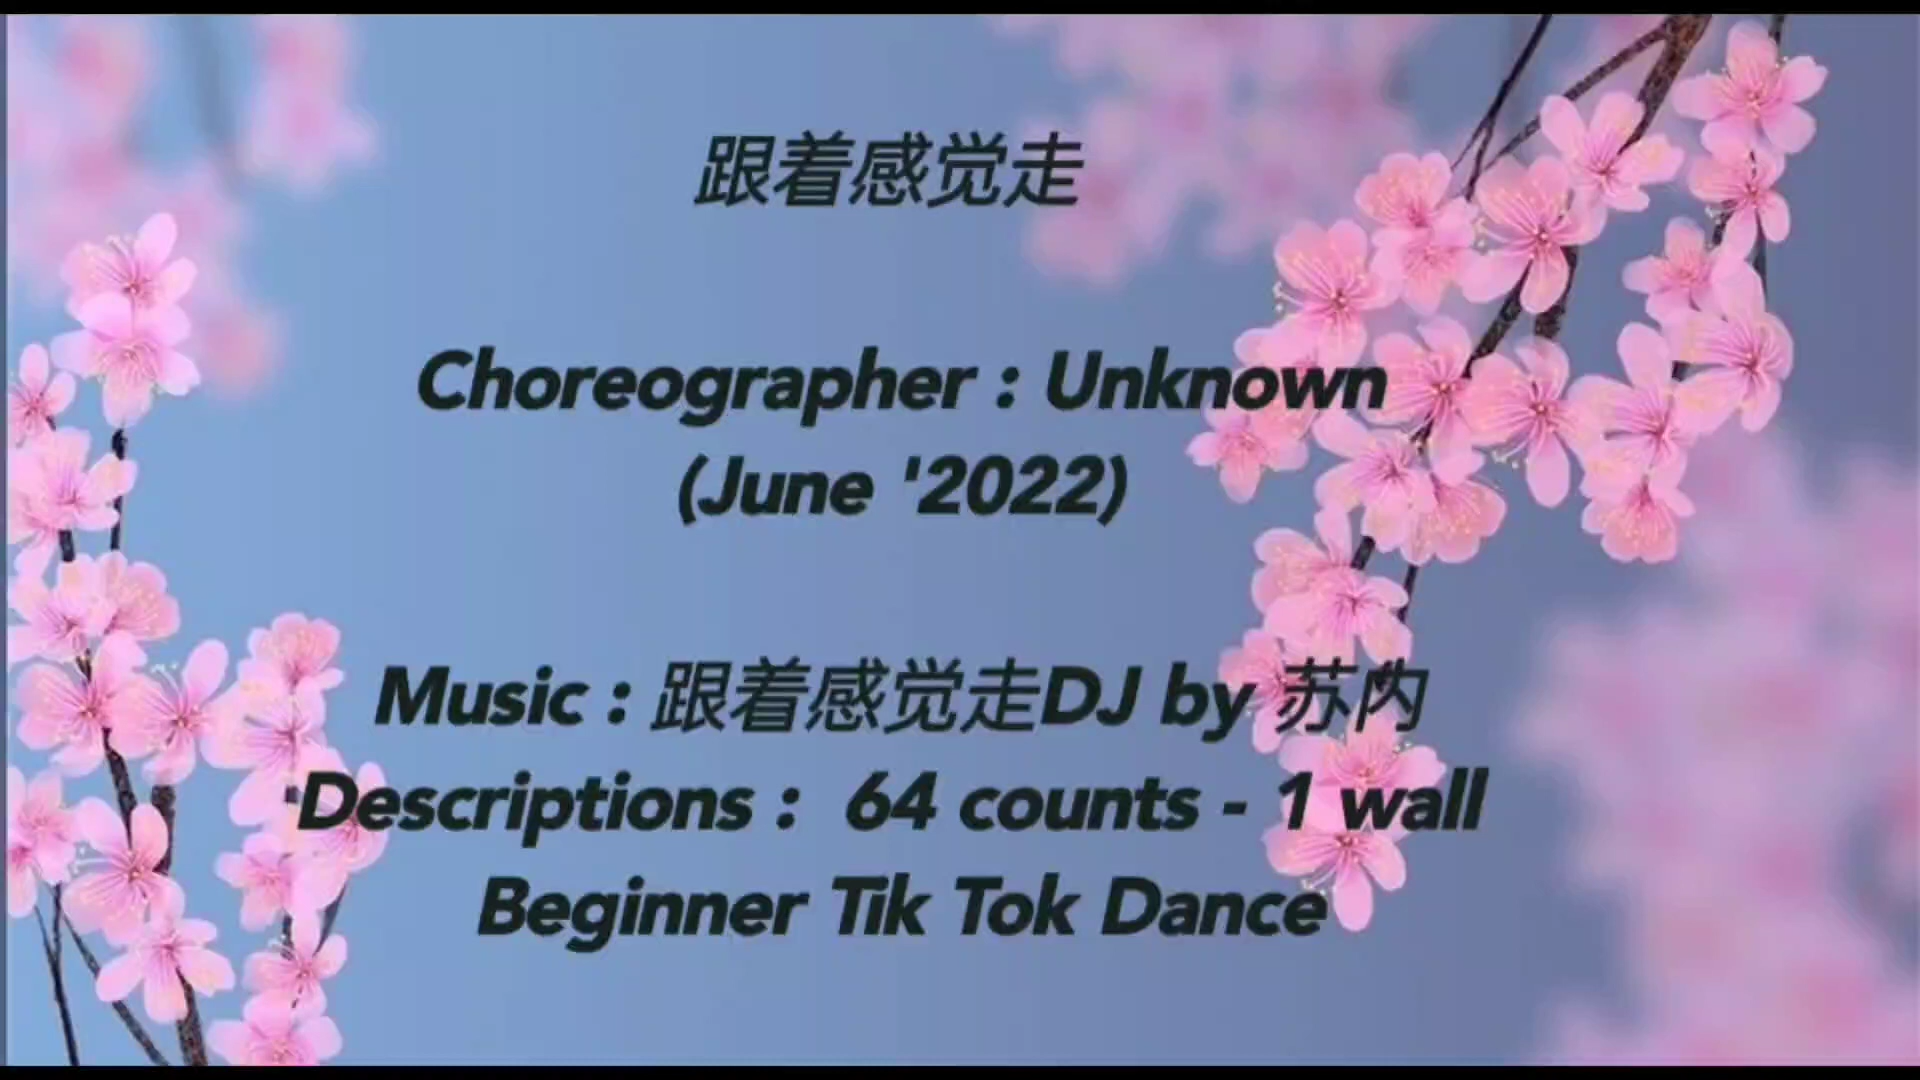 跟着感觉走
Choreographer : Unknown
(June '2022)
Music : 跟着感觉走DJ by 苏内
Descriptions :  64 counts - 1 wall
Beginner Tik Tok Dance